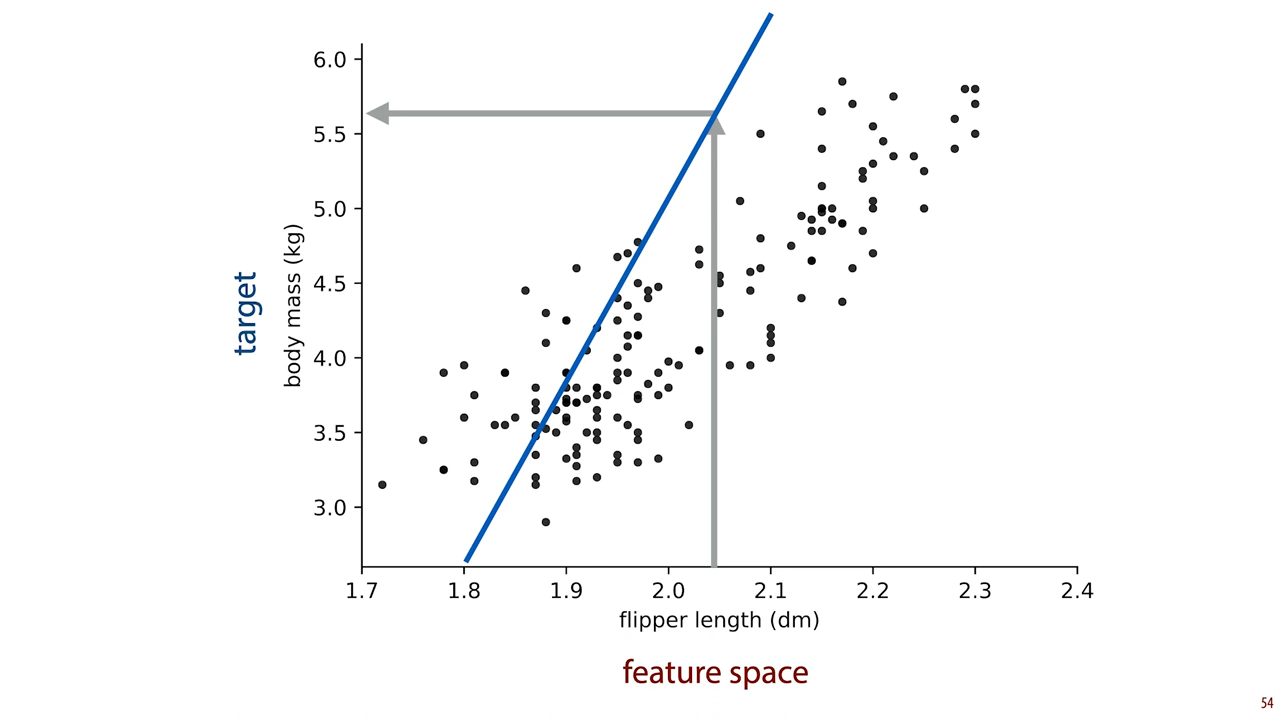 6.0
5.5
5.0
4.5
4.0
3.5
3.0
target
body mass (kg)
1.7 1.8 1.9 2.0 2.1 2.2 2.3 2.4
flipper length (dm)
feature space
54